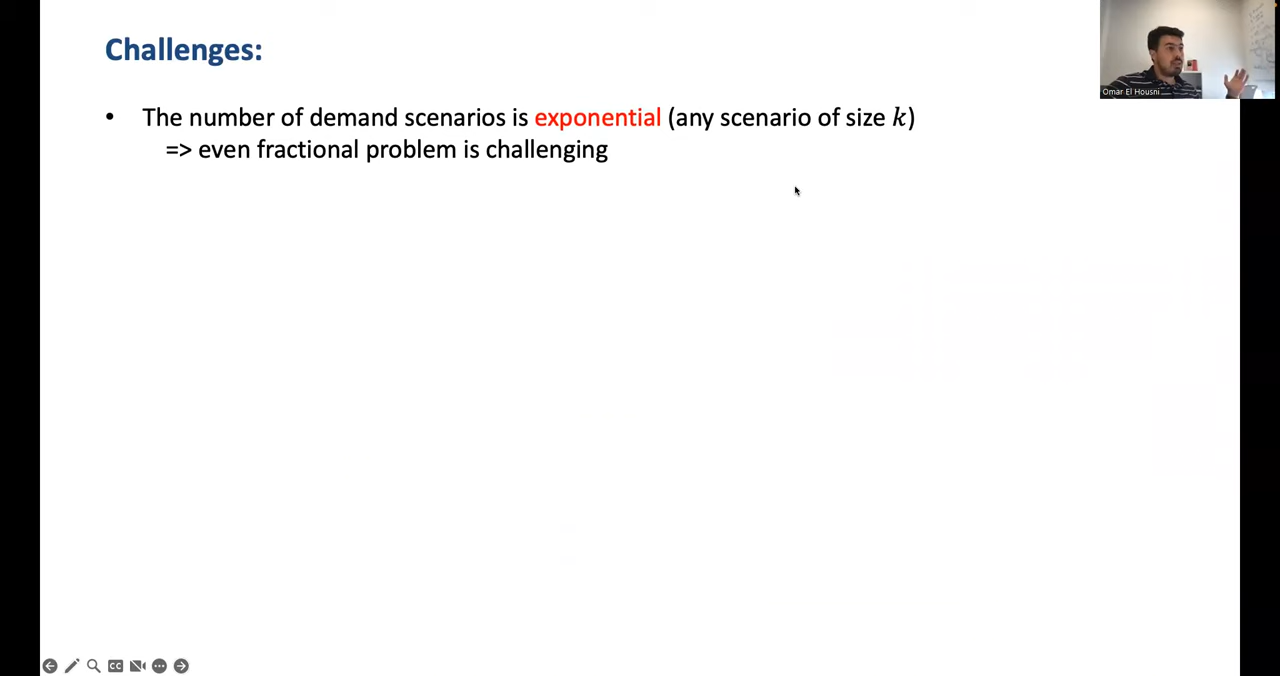 Challenges:
• The number of demand scenarios is exponential (any scenario of size k)
=> even fractional problem is challenging
Omar El Housni
CC